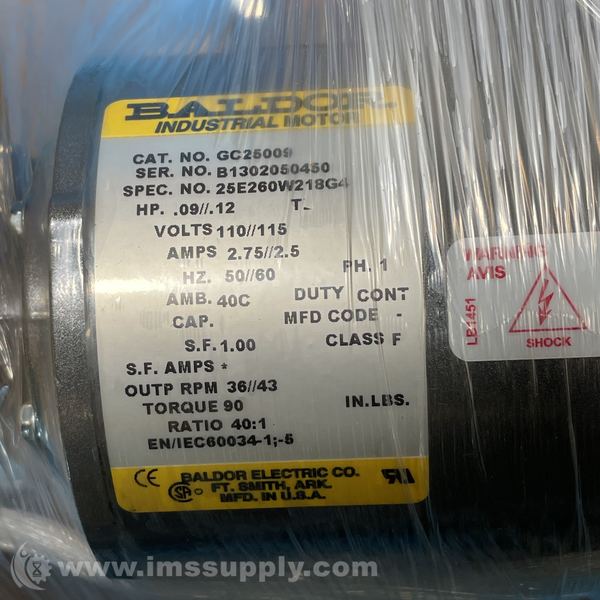 BALDOR
INDUSTRIAL MOTOR
CAT. NO. GC25009
SER. NO. B1302050450
SPEC. NO. 25E260W218G4
HP. .09//.12
VOLTS 110//115
AMPS 2.75//2.5
HZ. 50//60 PH. 1
AMB. 40C DUTY CONT
CAP. MFD CODE -
S.F. 1.00 CLASS F
S.F. AMPS *
OUTP RPM 36//43
TORQUE 90 IN.LBS.
RATIO 40:1
EN/IEC60034-1;-5
CE
BALDOR ELECTRIC CO.
FT. SMITH, ARK.
MFD. IN U.S.A.
WARNING
AVIS
SHOCK
LB1451
www.imssupply.com